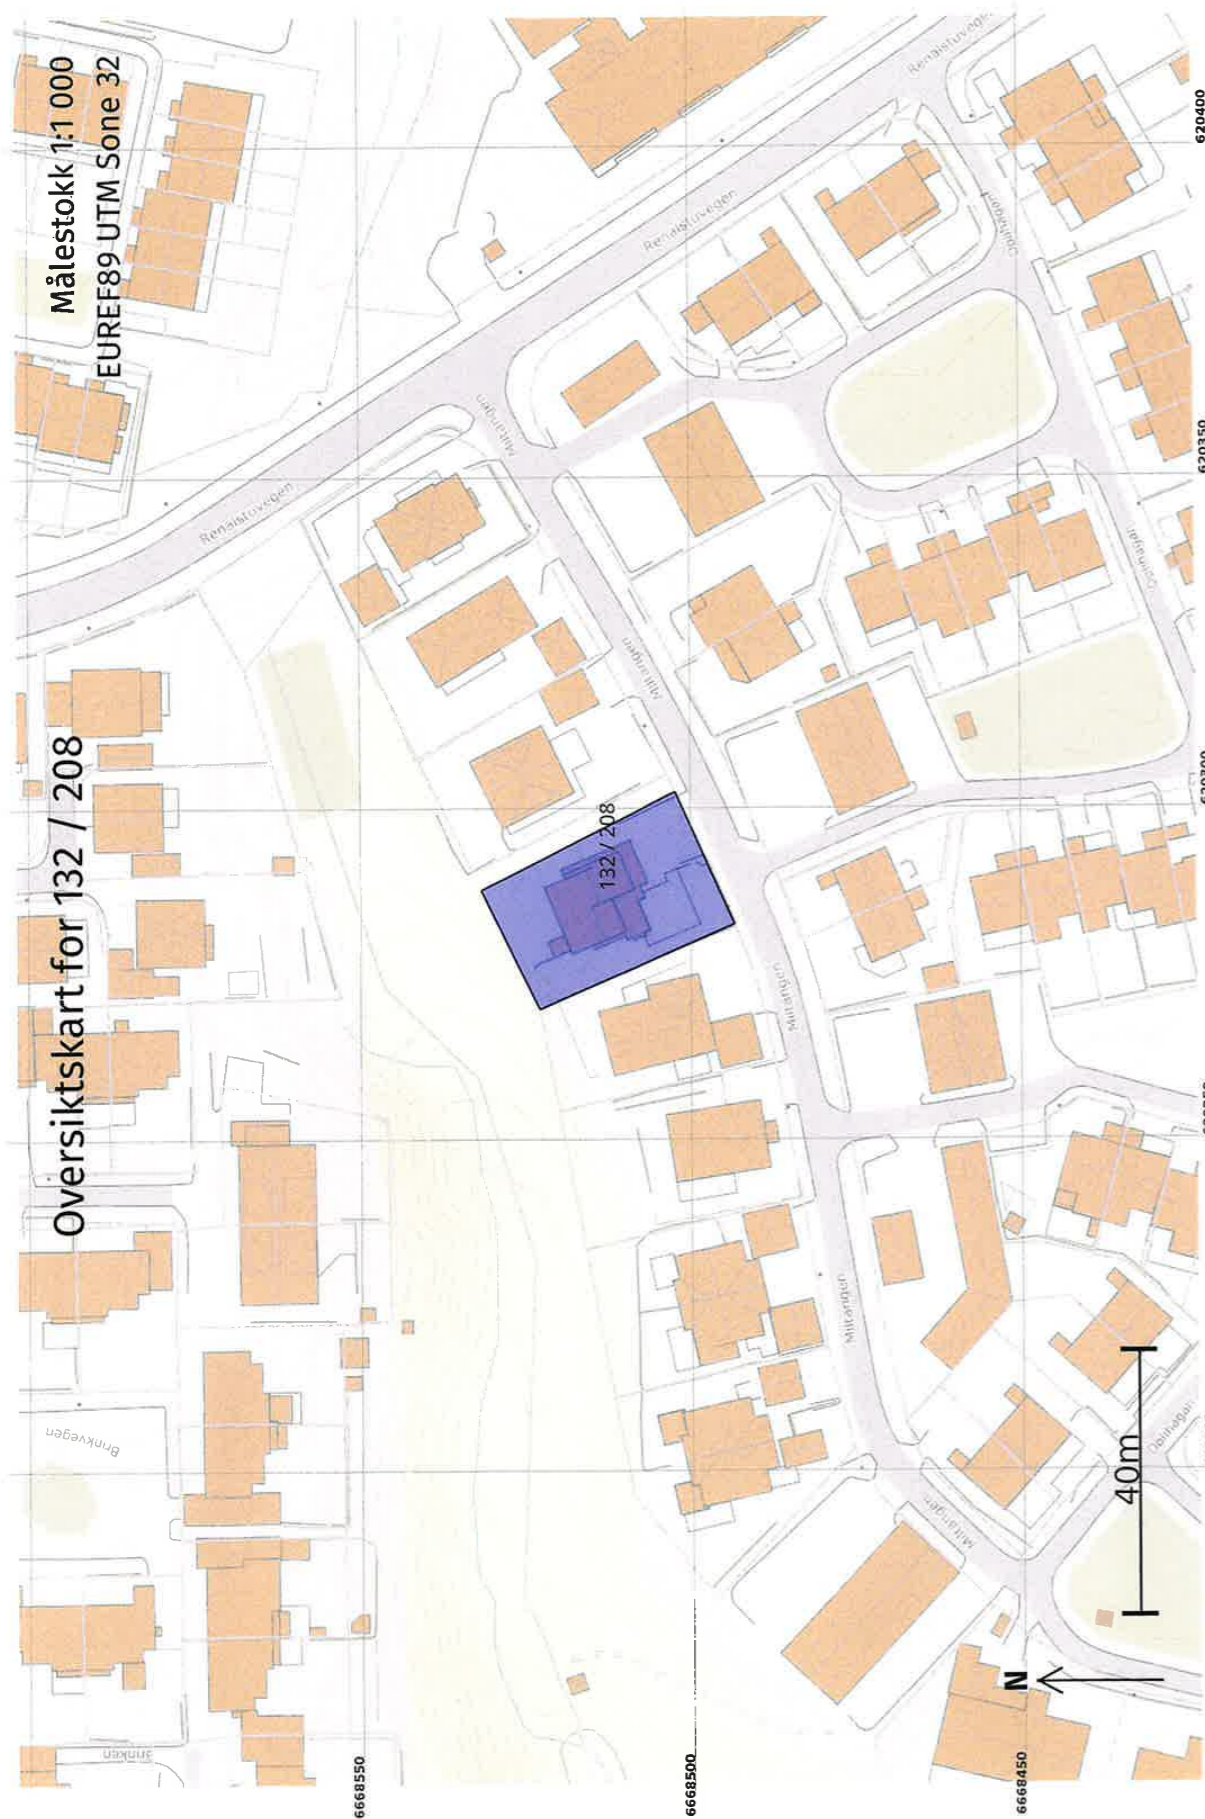 Oversiktskart for 132 / 208
Målestokk 1:1 000
EUREF89 UTM Sone 32
Brinken
Brinkvegen
Renaistuvegen
Renaistuvegen
Renaistuvegen
Miltangen
Miltangen
Miltangen
Miltangen
Miltangen
132 / 208
6668550
6668500
6668450
620300
620350
620400
N
40m